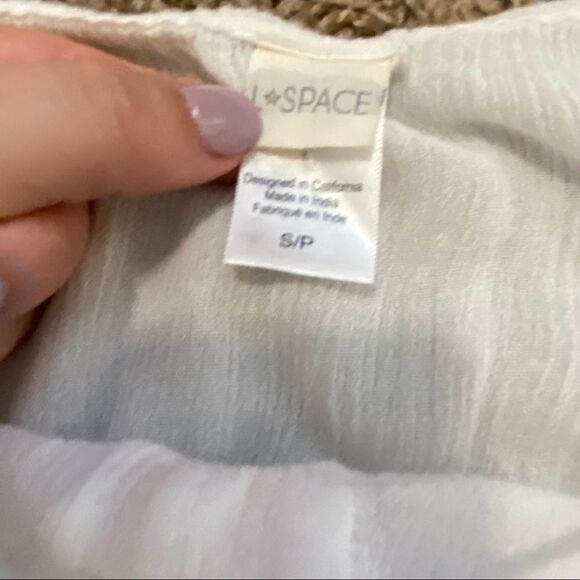 L☆SPACE
Designed in California
Made in India
Fabriqué en Inde
S/P